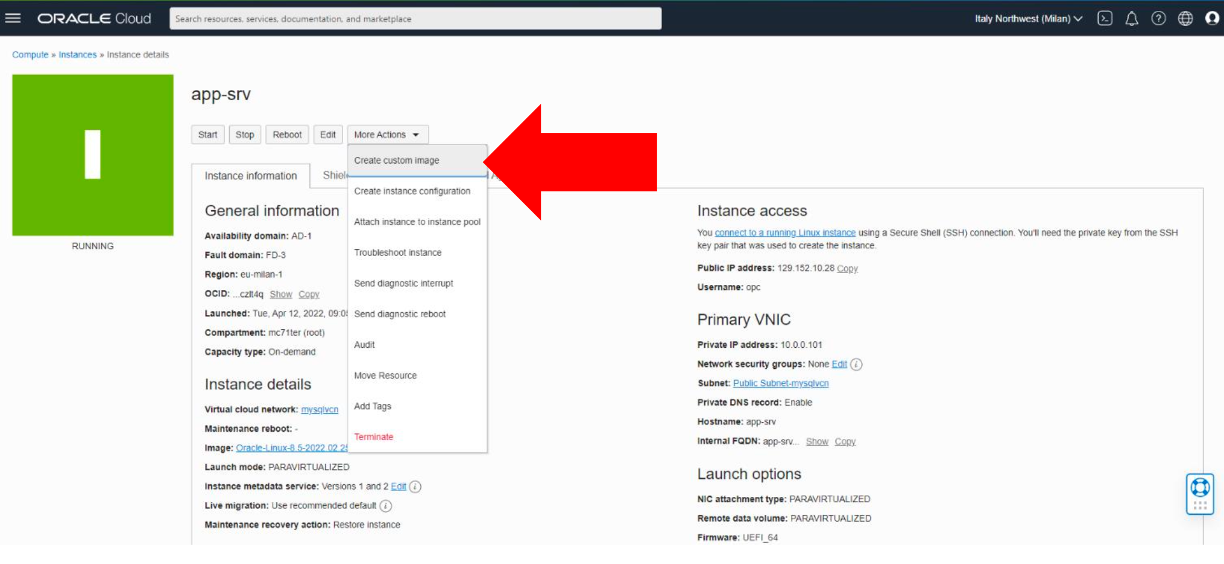 ORACLE Cloud
Search resources, services, documentation, and marketplace
Italy Northwest (Milan)
Compute » Instances » Instance details
RUNNING
app-srv
Start Stop Reboot Edit More Actions
Create custom image
Create instance configuration
Attach instance to instance pool
Troubleshoot instance
Send diagnostic interrupt
Send diagnostic reboot
Audit
Move Resource
Add Tags
Terminate
Instance information
General information
Availability domain: AD-1
Fault domain: FD-3
Region: eu-milan-1
OCID: ...czlt4q Show Copy
Launched: Tue, Apr 12, 2022,
Compartment: mc71ter (root)
Capacity type: On-demand
Instance details
Virtual cloud network: mysqlvcn
Maintenance reboot: -
Image: Oracle-Linux-8.5-2022.02.25
Launch mode: PARAVIRTUALIZED
Instance metadata service: Versions 1 and 2 Edit
Live migration: Use recommended default
Maintenance recovery action: Restore instance
Instance access
You connect to a running Linux instance using a Secure Shell (SSH) connection. You'll need the private key from the SSH
key pair that was used to create the instance.
Public IP address: 129.152.10.28 Copy
Username: opc
Primary VNIC
Private IP address: 10.0.0.101
Network security groups: None Edit
Subnet: Public Subnet-mysqlvcn
Private DNS record: Enable
Hostname: app-srv
Internal FQDN: app-srv... Show Copy
Launch options
NIC attachment type: PARAVIRTUALIZED
Remote data volume: PARAVIRTUALIZED
Firmware: UEFI_64